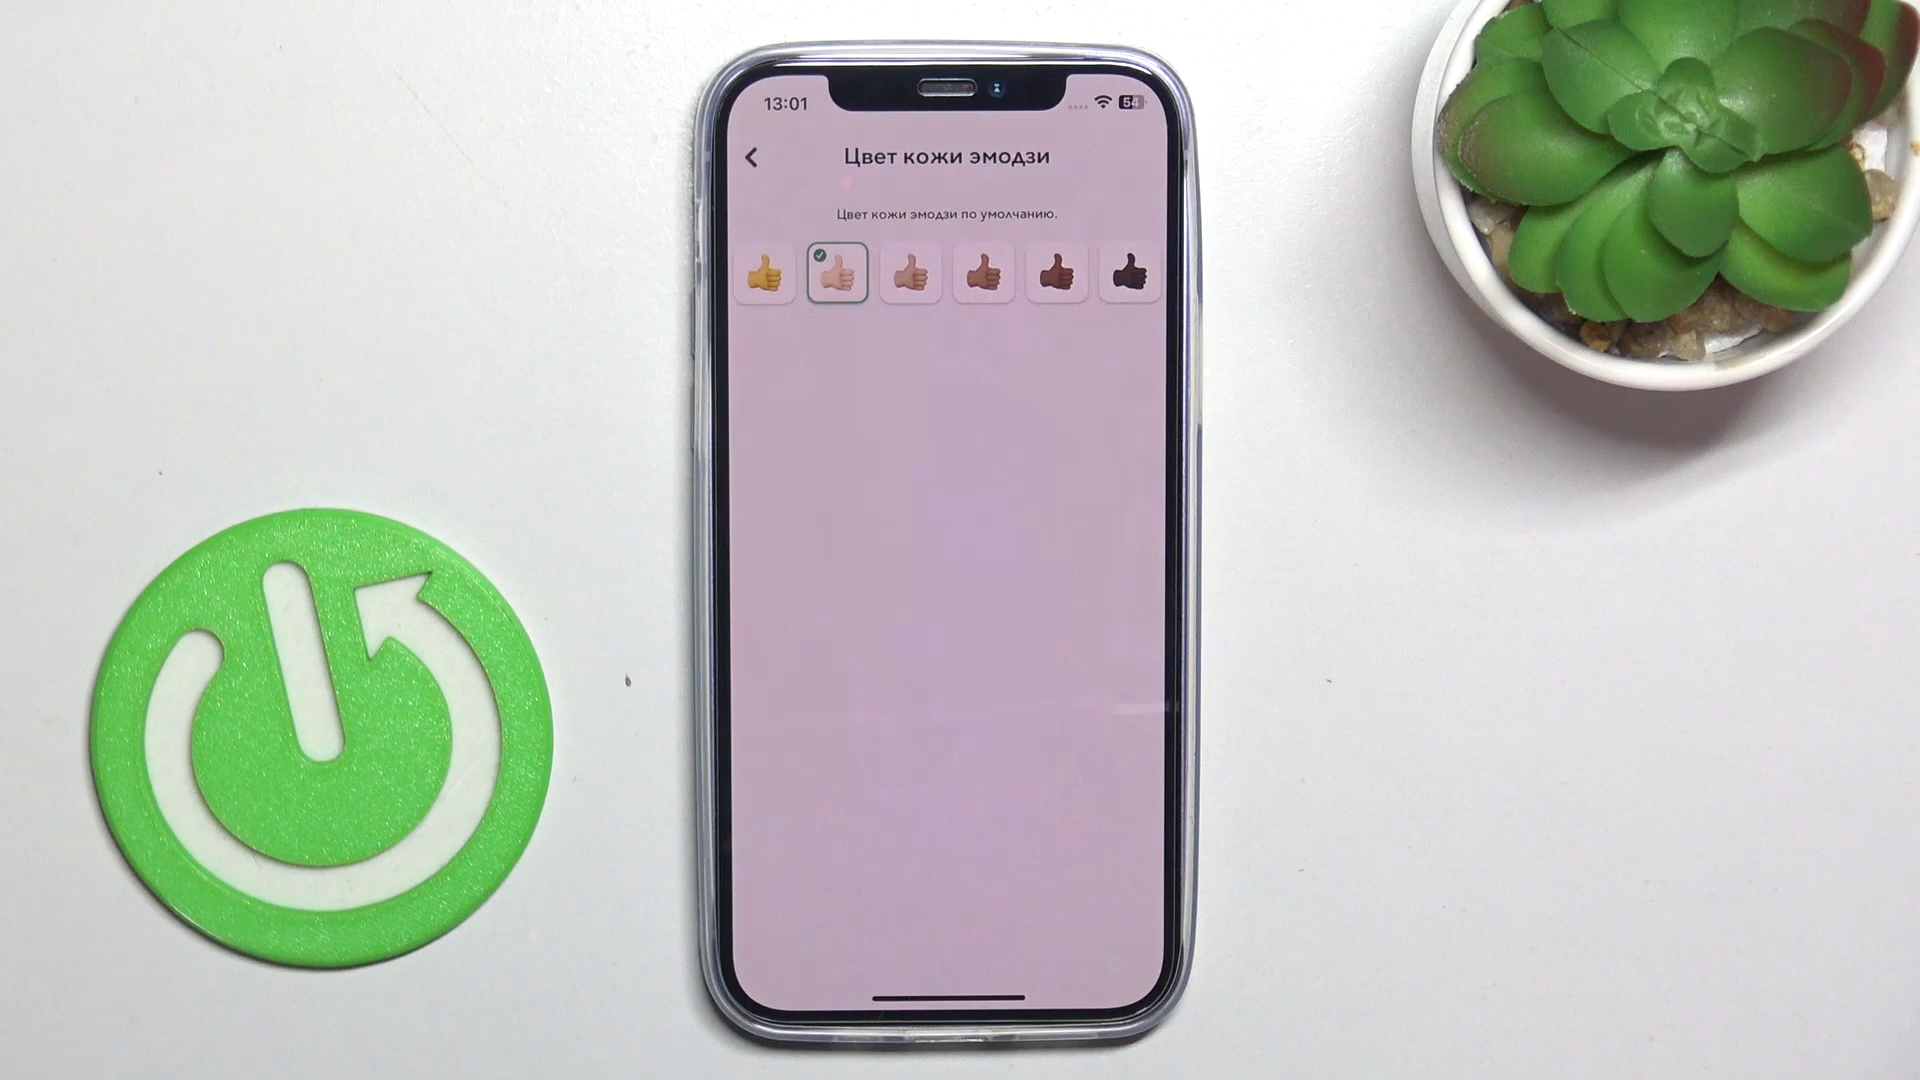 13:01
54
Цвет кожи эмодзи
Цвет кожи эмодзи по умолчанию.